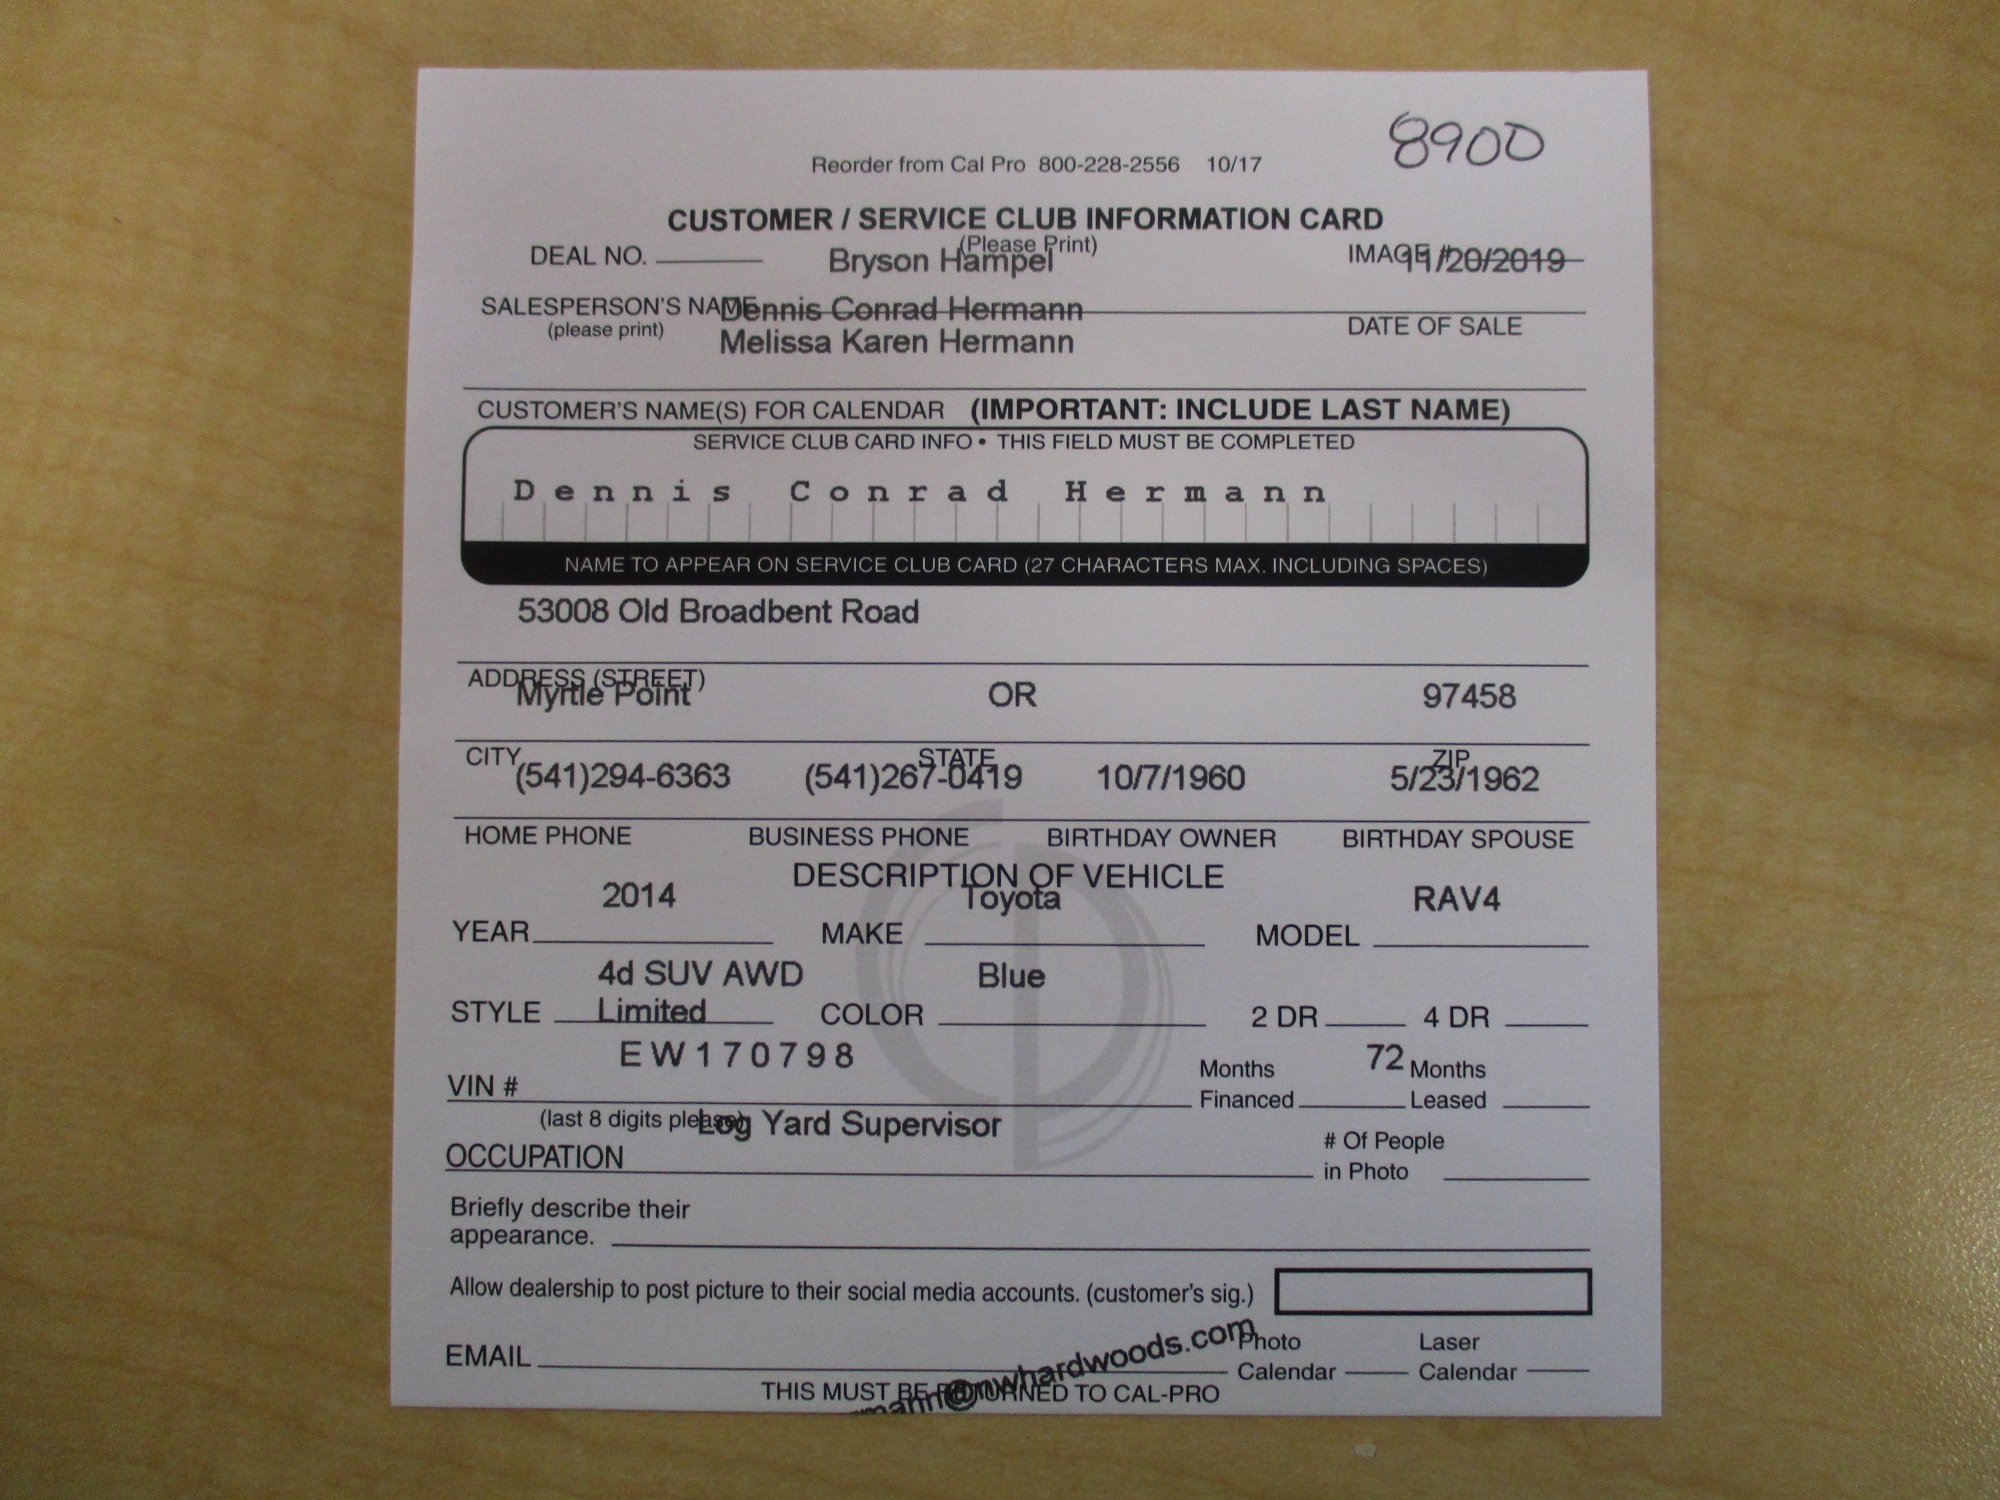 8900
Reorder from Cal Pro 800-228-2556 10/17
CUSTOMER / SERVICE CLUB INFORMATION CARD
(Please Print)
DEAL NO. Bryson Hampel IMAGE # 11/20/2019
SALESPERSON'S NAME Dennis Conrad Hermann
(please print) Melissa Karen Hermann DATE OF SALE
CUSTOMER'S NAME(S) FOR CALENDAR (IMPORTANT: INCLUDE LAST NAME)
SERVICE CLUB CARD INFO • THIS FIELD MUST BE COMPLETED
Dennis Conrad Hermann
NAME TO APPEAR ON SERVICE CLUB CARD (27 CHARACTERS MAX. INCLUDING SPACES)
53008 Old Broadbent Road
ADDRESS (STREET)
Myrtle Point OR 97458
CITY STATE ZIP
(541)294-6363 (541)267-0419 10/7/1960 5/23/1962
HOME PHONE BUSINESS PHONE BIRTHDAY OWNER BIRTHDAY SPOUSE
DESCRIPTION OF VEHICLE
2014 Toyota RAV4
YEAR MAKE MODEL
4d SUV AWD Blue
STYLE Limited COLOR 2 DR 4 DR
EW170798 72
VIN # Months Financed Months Leased
(last 8 digits please) Log Yard Supervisor
OCCUPATION # Of People in Photo
Briefly describe their
appearance.
Allow dealership to post picture to their social media accounts. (customer's sig.)
EMAIL Photo Calendar Laser Calendar
mann@nwhardwoods.com
THIS MUST BE RETURNED TO CAL-PRO